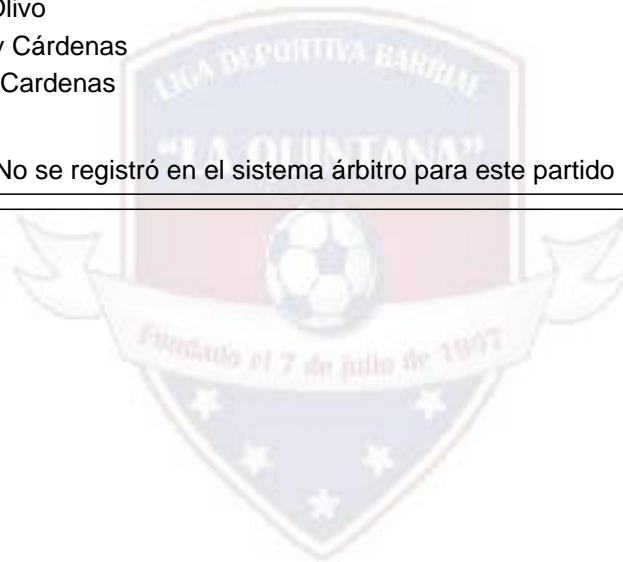 Olivo
y Cárdenas
Cardenas
LIGA DEPORTIVA BARRIAL
"LA QUINTANA"
No se registró en el sistema árbitro para este partido
Fundado el 7 de julio de 1947